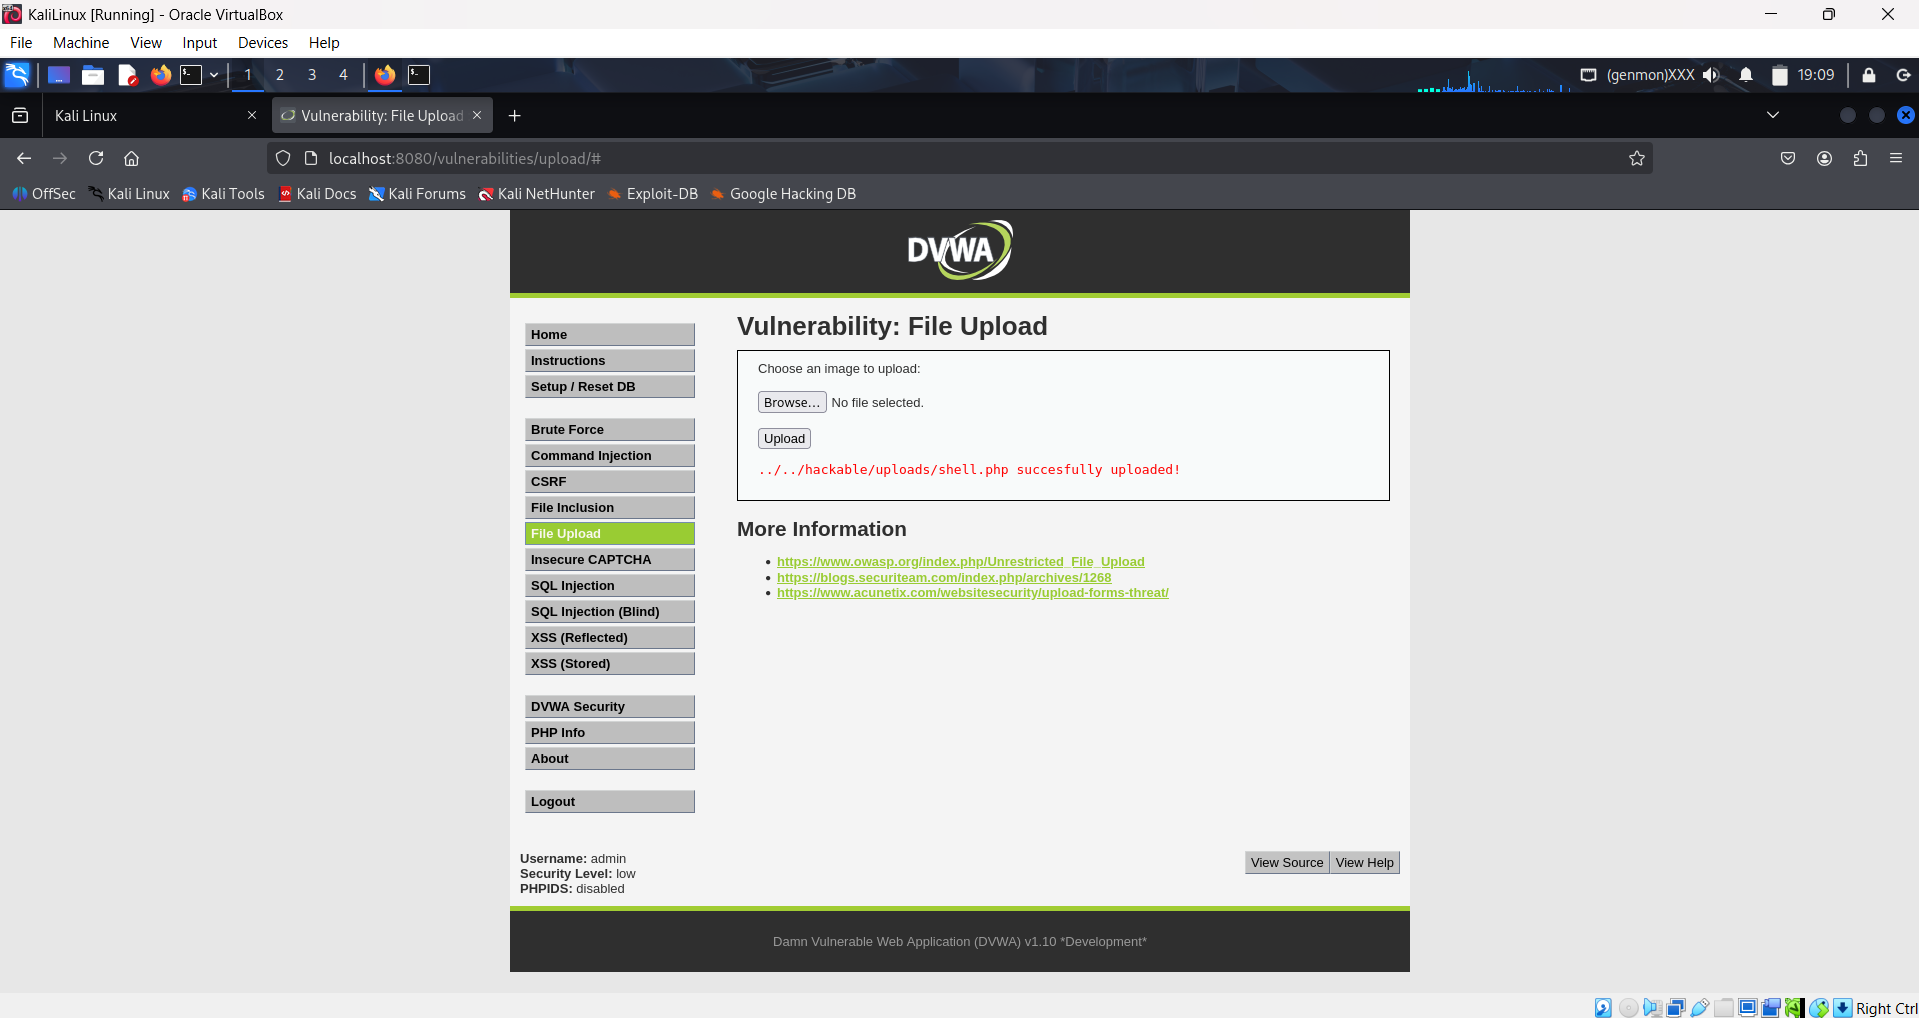 KaliLinux [Running] - Oracle VirtualBox
File Machine View Input Devices Help
1 2 3 4 (genmon)XXX 19:09
Kali Linux Vulnerability: File Upload
localhost:8080/vulnerabilities/upload/#
OffSec Kali Linux Kali Tools Kali Docs Kali Forums Kali NetHunter Exploit-DB Google Hacking DB
DVWA
Home
Instructions
Setup / Reset DB
Brute Force
Command Injection
CSRF
File Inclusion
File Upload
Insecure CAPTCHA
SQL Injection
SQL Injection (Blind)
XSS (Reflected)
XSS (Stored)
DVWA Security
PHP Info
About
Logout
Vulnerability: File Upload
Choose an image to upload:
Browse... No file selected.
Upload
../../hackable/uploads/shell.php succesfully uploaded!
More Information
https://www.owasp.org/index.php/Unrestricted_File_Upload
https://blogs.securiteam.com/index.php/archives/1268
https://www.acunetix.com/websitesecurity/upload-forms-threat/
Username: admin
Security Level: low
PHPIDS: disabled
View Source View Help
Damn Vulnerable Web Application (DVWA) v1.10 *Development*
Right Ctrl